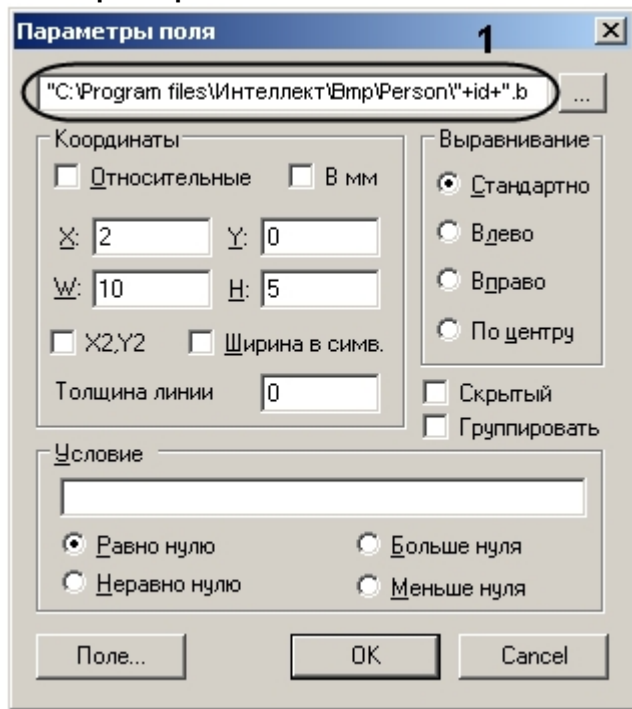 Параметры поля
1
"C:\Program files\Интеллект\Bmp\Person\"+id+".b
...
Координаты
Выравнивание
Относительные В мм
Стандартно
X: 2 Y: 0
Влево
W: 10 H: 5
Вправо
X2,Y2 Ширина в симв.
По центру
Толщина линии 0
Скрытый
Группировать
Условие
Равно нулю Больше нуля
Неравно нулю Меньше нуля
Поле... OK Cancel